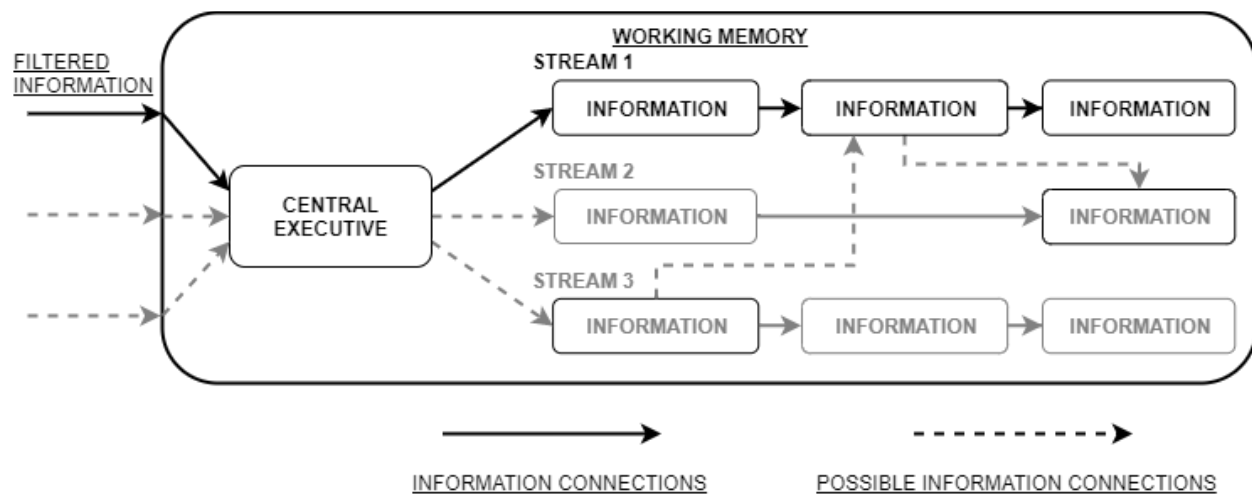 WORKING MEMORY
FILTERED
INFORMATION
STREAM 1
INFORMATION
INFORMATION
INFORMATION
CENTRAL
EXECUTIVE
STREAM 2
INFORMATION
INFORMATION
STREAM 3
INFORMATION
INFORMATION
INFORMATION
INFORMATION CONNECTIONS
POSSIBLE INFORMATION CONNECTIONS